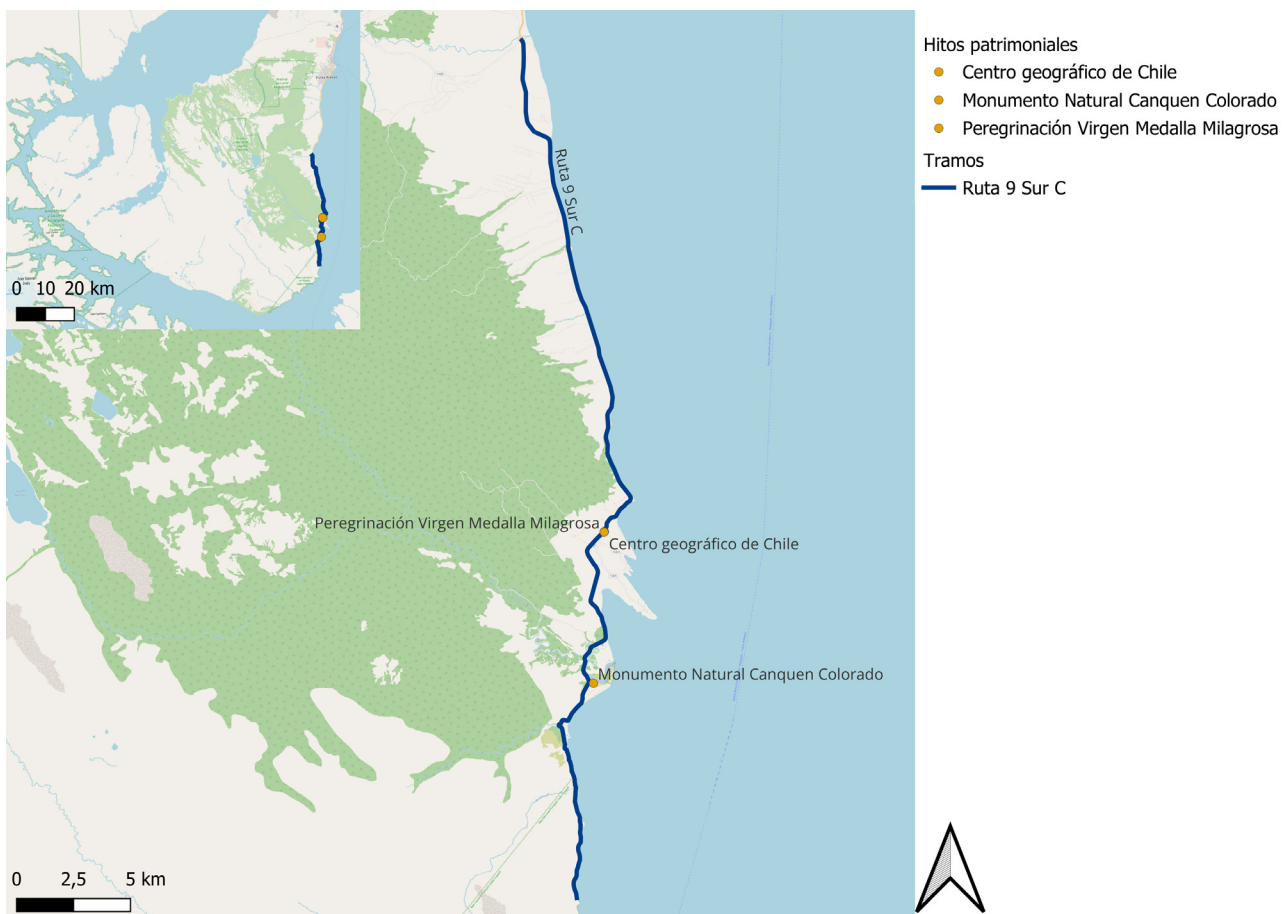 Hitos patrimoniales
Centro geográfico de Chile
Monumento Natural Canquen Colorado
Peregrinación Virgen Medalla Milagrosa
Tramos
Ruta 9 Sur C
0 10 20 km
Ruta 9 Sur C
Peregrinación Virgen Medalla Milagrosa
Centro geográfico de Chile
Monumento Natural Canquen Colorado
0 2,5 5 km